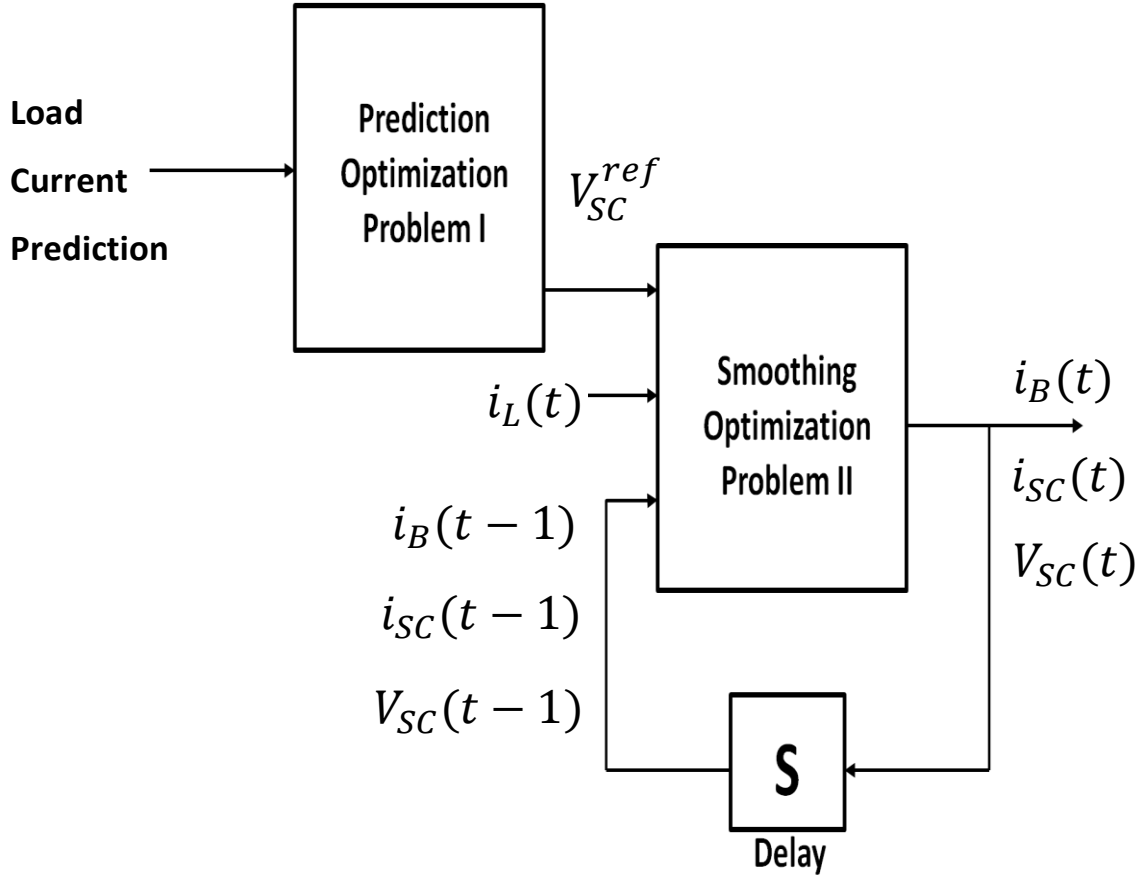 Load
Current
Prediction
Prediction
Optimization
Problem I
V_{SC}^{ref}
i_L(t)
i_B(t − 1)
i_{SC}(t − 1)
V_{SC}(t − 1)
Smoothing
Optimization
Problem II
i_B(t)
i_{SC}(t)
V_{SC}(t)
S
Delay